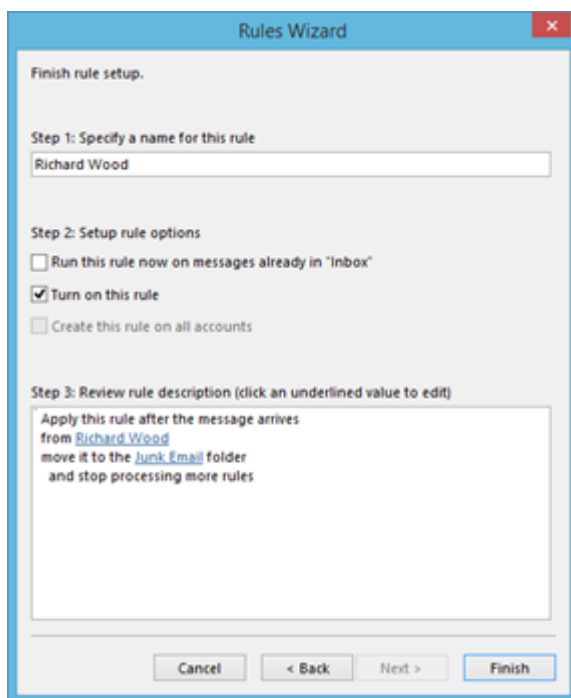 Rules Wizard
Finish rule setup.
Step 1: Specify a name for this rule
Richard Wood
Step 2: Setup rule options
Run this rule now on messages already in "Inbox"
Turn on this rule
Create this rule on all accounts
Step 3: Review rule description (click an underlined value to edit)
Apply this rule after the message arrives
from Richard Wood
move it to the Junk Email folder
and stop processing more rules
Cancel < Back Next > Finish